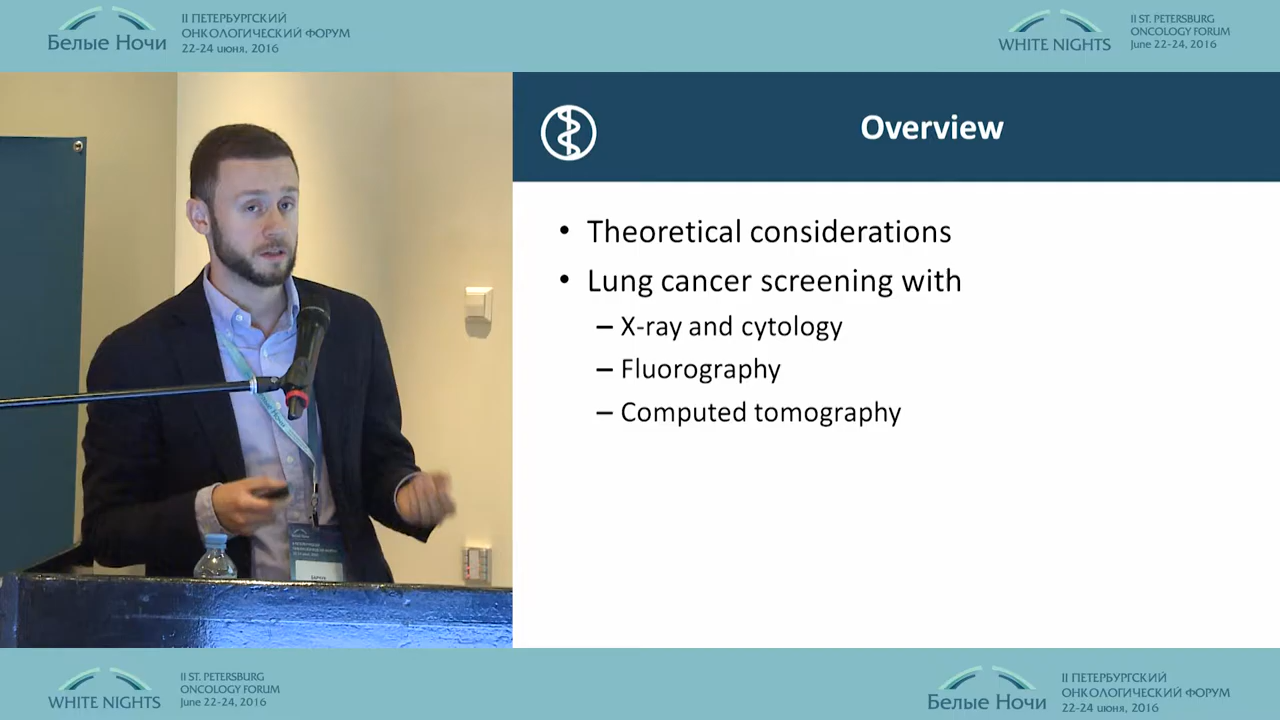 Белые Ночи
II ПЕТЕРБУРГСКИЙ
ОНКОЛОГИЧЕСКИЙ ФОРУМ
22-24 июня, 2016
WHITE NIGHTS
II ST. PETERSBURG
ONCOLOGY FORUM
June 22-24, 2016
Overview
• Theoretical considerations
• Lung cancer screening with
– X-ray and cytology
– Fluorography
– Computed tomography
WHITE NIGHTS
II ST. PETERSBURG
ONCOLOGY FORUM
June 22-24, 2016
Белые Ночи
II ПЕТЕРБУРГСКИЙ
ОНКОЛОГИЧЕСКИЙ ФОРУМ
22-24 июня, 2016